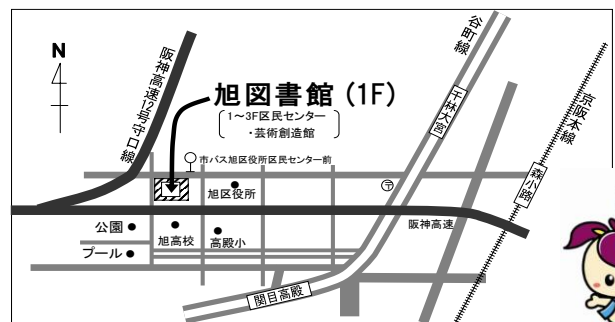 N
阪神高速12号守口線
旭図書館(1F)
1~3F区民センター
・芸術創造館
市バス旭区役所区民センター前
旭区役所
谷町線
千林大宮
京阪本線
森小路
〒
阪神高速
公園
プール
旭高校
高殿小
関目高殿